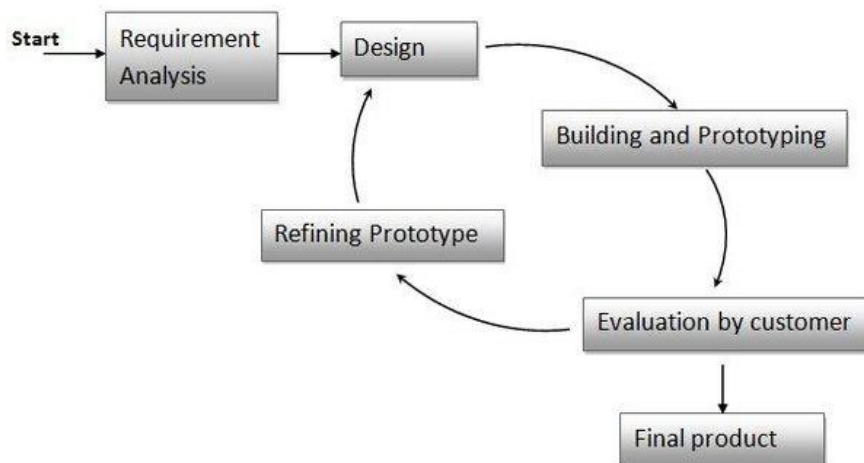 Start
Requirement
Analysis
Design
Building and Prototyping
Evaluation by customer
Refining Prototype
Final product